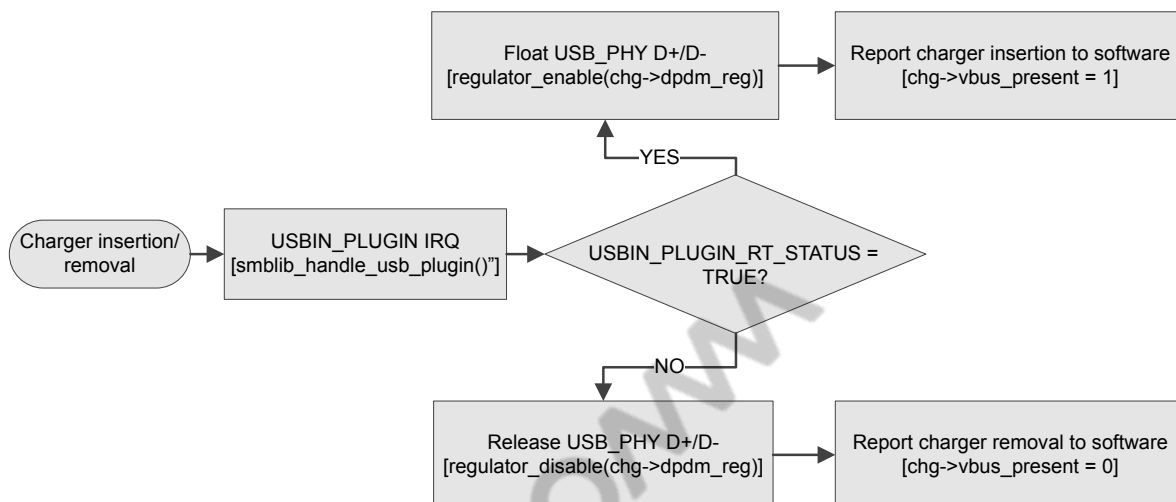 Float USB_PHY D+/D-
[regulator_enable(chg->dpdm_reg)]
Report charger insertion to software
[chg->vbus_present = 1]
YES
Charger insertion/
removal
USBIN_PLUGIN IRQ
[smblib_handle_usb_plugin()”]
USBIN_PLUGIN_RT_STATUS =
TRUE?
NO
Release USB_PHY D+/D-
[regulator_disable(chg->dpdm_reg)]
Report charger removal to software
[chg->vbus_present = 0]